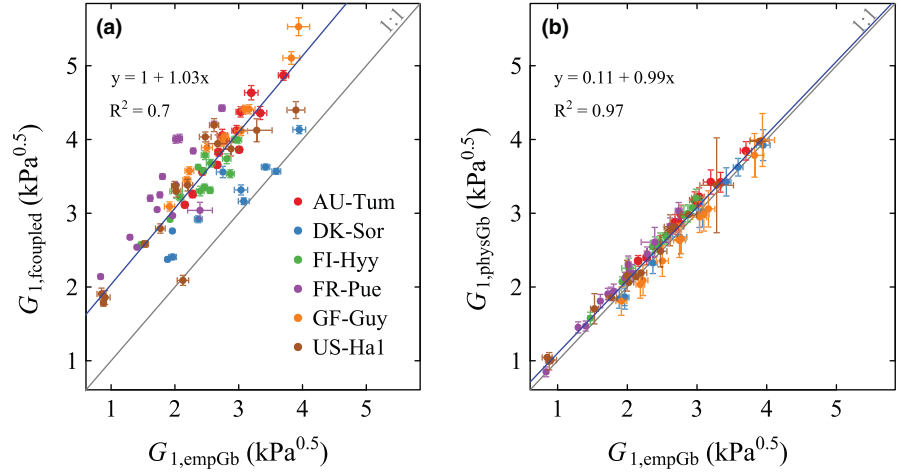 (a)
1:1
y = 1 + 1.03x
R² = 0.7
5
4
3
2
1
G1,fcoupled (kPa^0.5)
AU-Tum
DK-Sor
FI-Hyy
FR-Pue
GF-Guy
US-Ha1
1 2 3 4 5
G1,empGb (kPa^0.5)
(b)
1:1
y = 0.11 + 0.99x
R² = 0.97
5
4
3
2
1
G1,physGb (kPa^0.5)
1 2 3 4 5
G1,empGb (kPa^0.5)